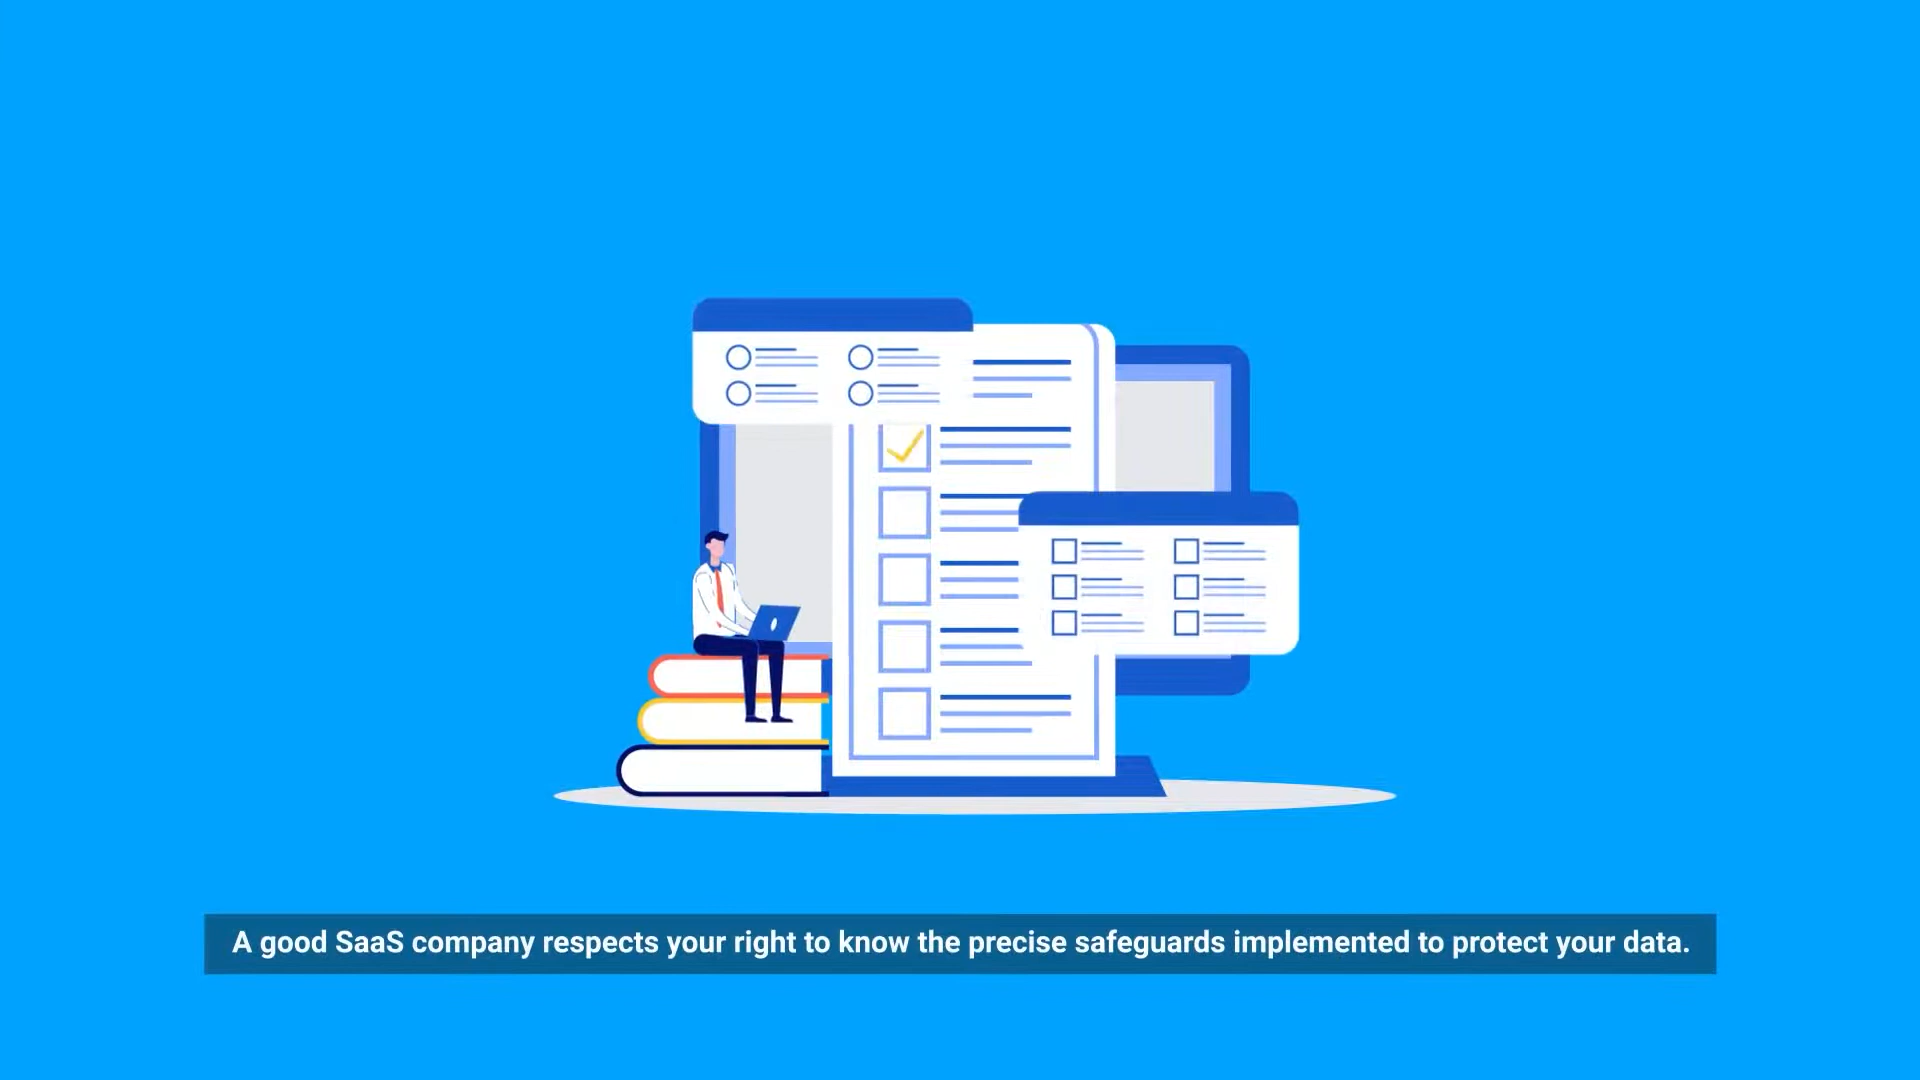 A good SaaS company respects your right to know the precise safeguards implemented to protect your data.